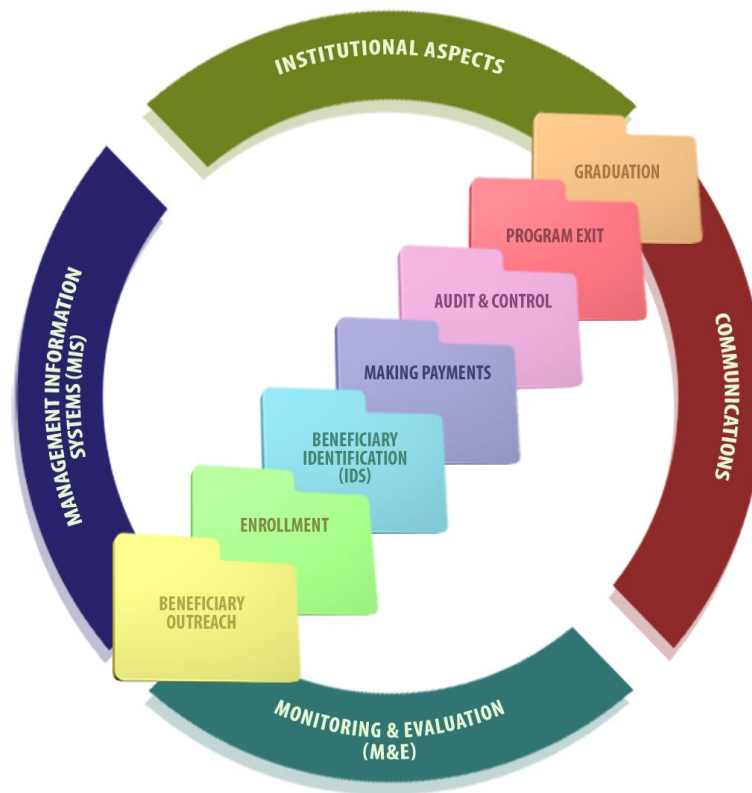 INSTITUTIONAL ASPECTS
GRADUATION
PROGRAM EXIT
AUDIT & CONTROL
MAKING PAYMENTS
BENEFICIARY
IDENTIFICATION
(IDS)
ENROLLMENT
BENEFICIARY
OUTREACH
MANAGEMENT INFORMATION
SYSTEMS (MIS)
COMMUNICATIONS
MONITORING & EVALUATION
(M&E)